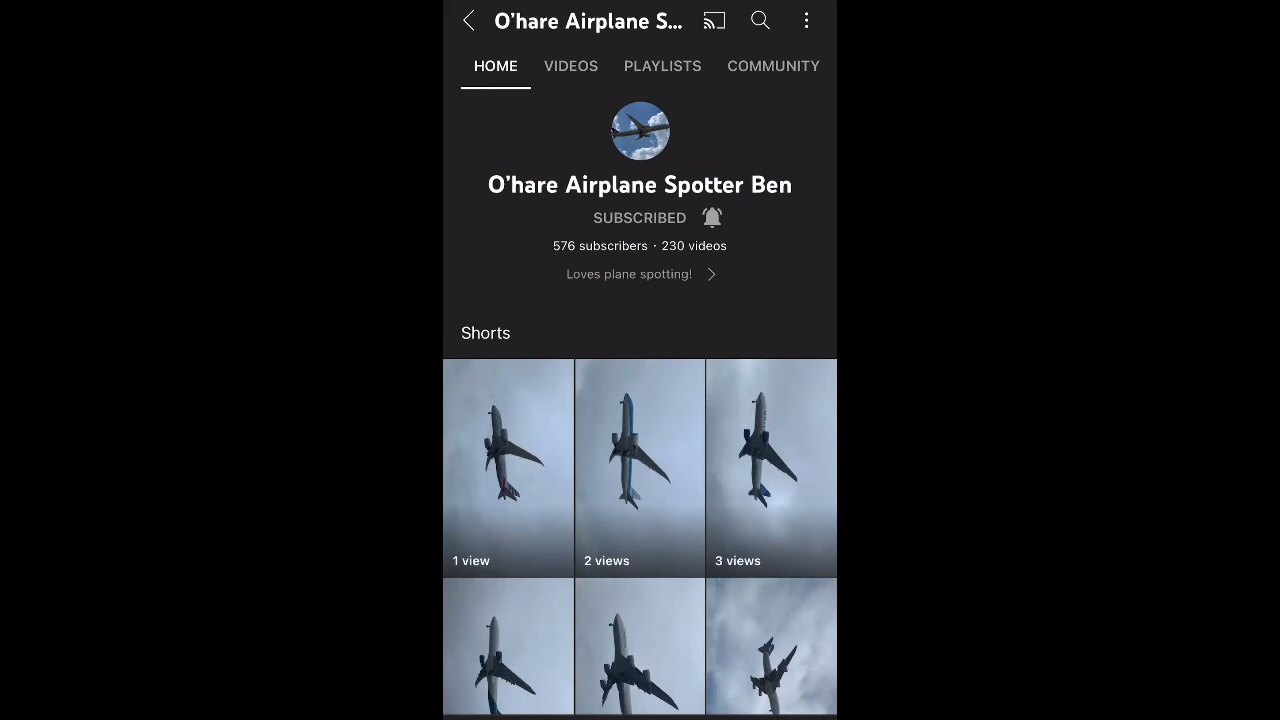 O'hare Airplane S...
HOME VIDEOS PLAYLISTS COMMUNITY
O'hare Airplane Spotter Ben
SUBSCRIBED
576 subscribers · 230 videos
Loves plane spotting!
Shorts
1 view 2 views 3 views